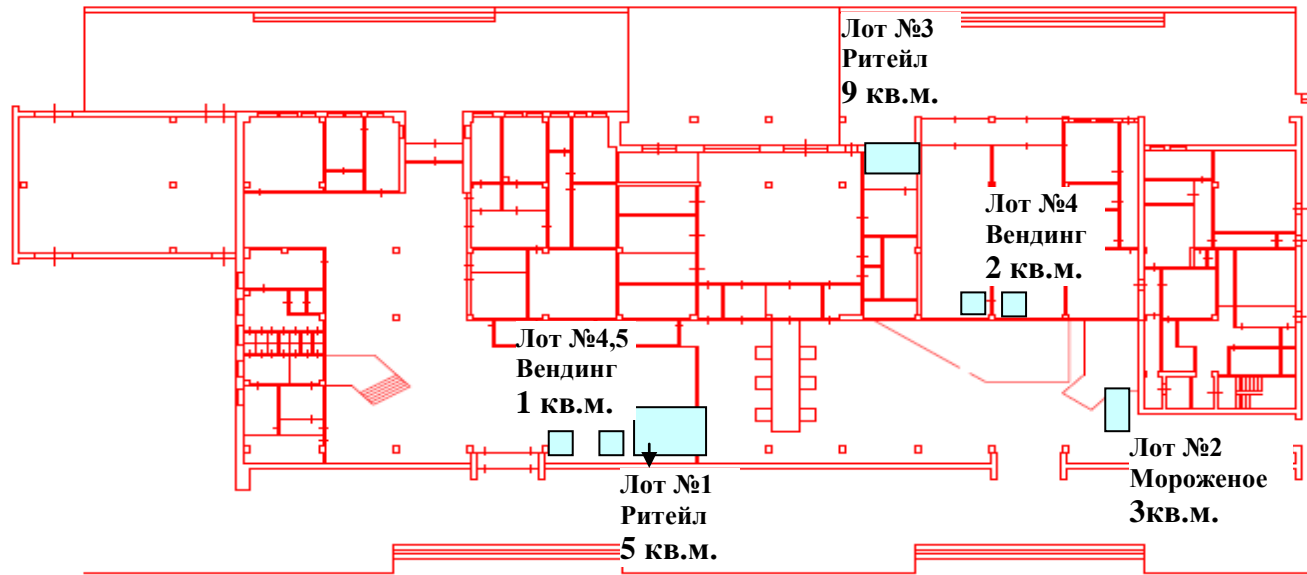 Лот №3
Ритейл
9 кв.м.
Лот №4
Вендинг
2 кв.м.
Лот №4,5
Вендинг
1 кв.м.
Лот №2
Мороженое
3кв.м.
Лот №1
Ритейл
5 кв.м.